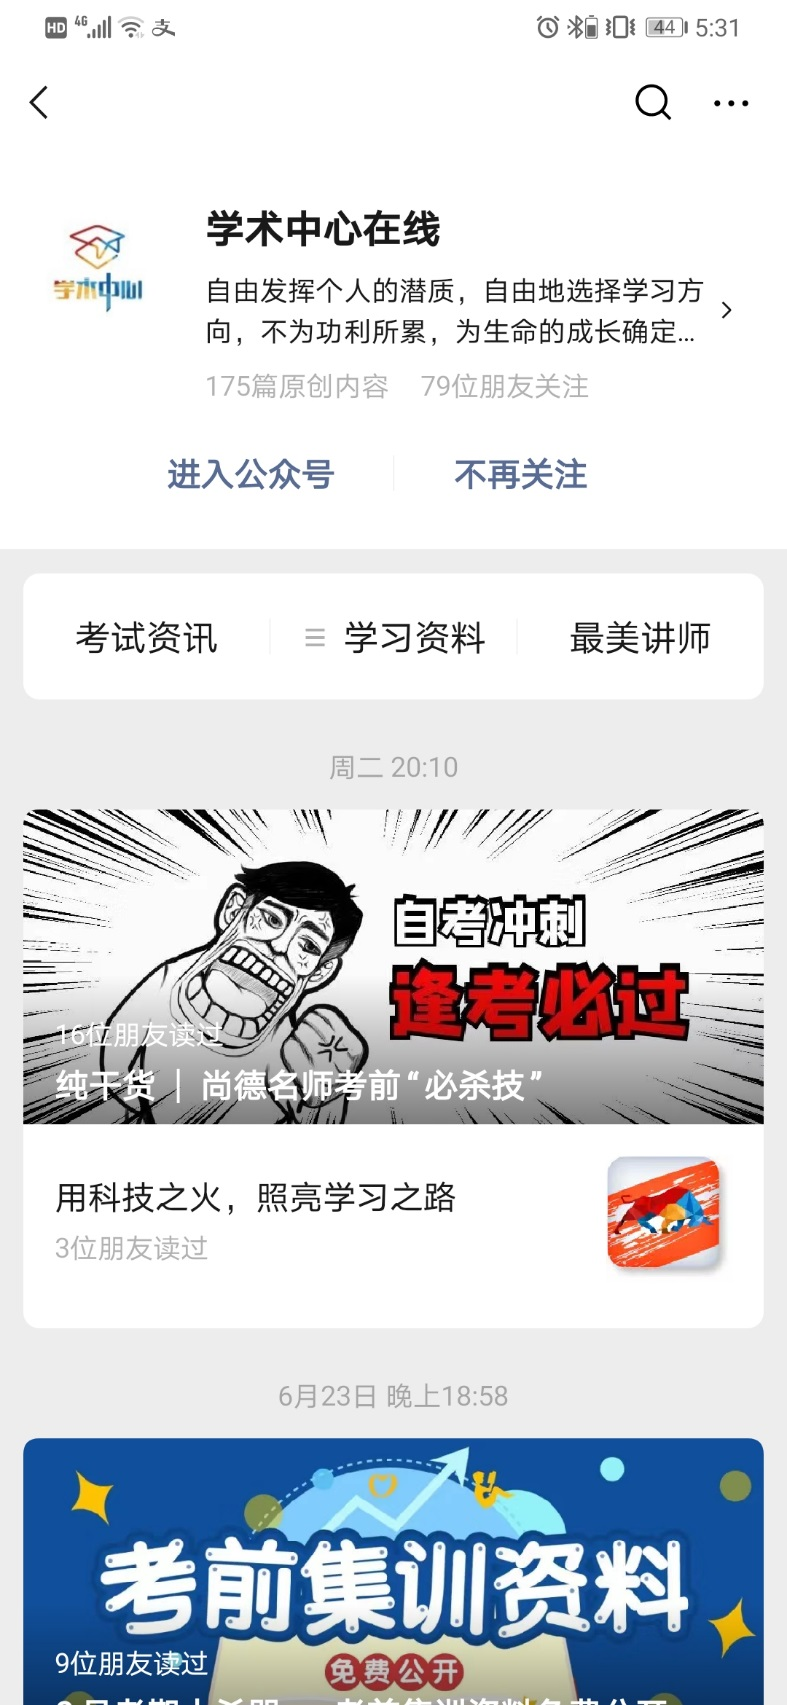 HD 4G 支 44 5:31
学术中心
学术中心在线
自由发挥个人的潜质，自由地选择学习方
向，不为功利所累，为生命的成长确定...
175篇原创内容 79位朋友关注
进入公众号 不再关注
考试资讯 学习资料 最美讲师
周二 20:10
自考冲刺
逢考必过
16位朋友读过
纯干货 | 尚德名师考前“必杀技”
用科技之火，照亮学习之路
3位朋友读过
6月23日 晚上18:58
考前集训资料
9位朋友读过
免费公开